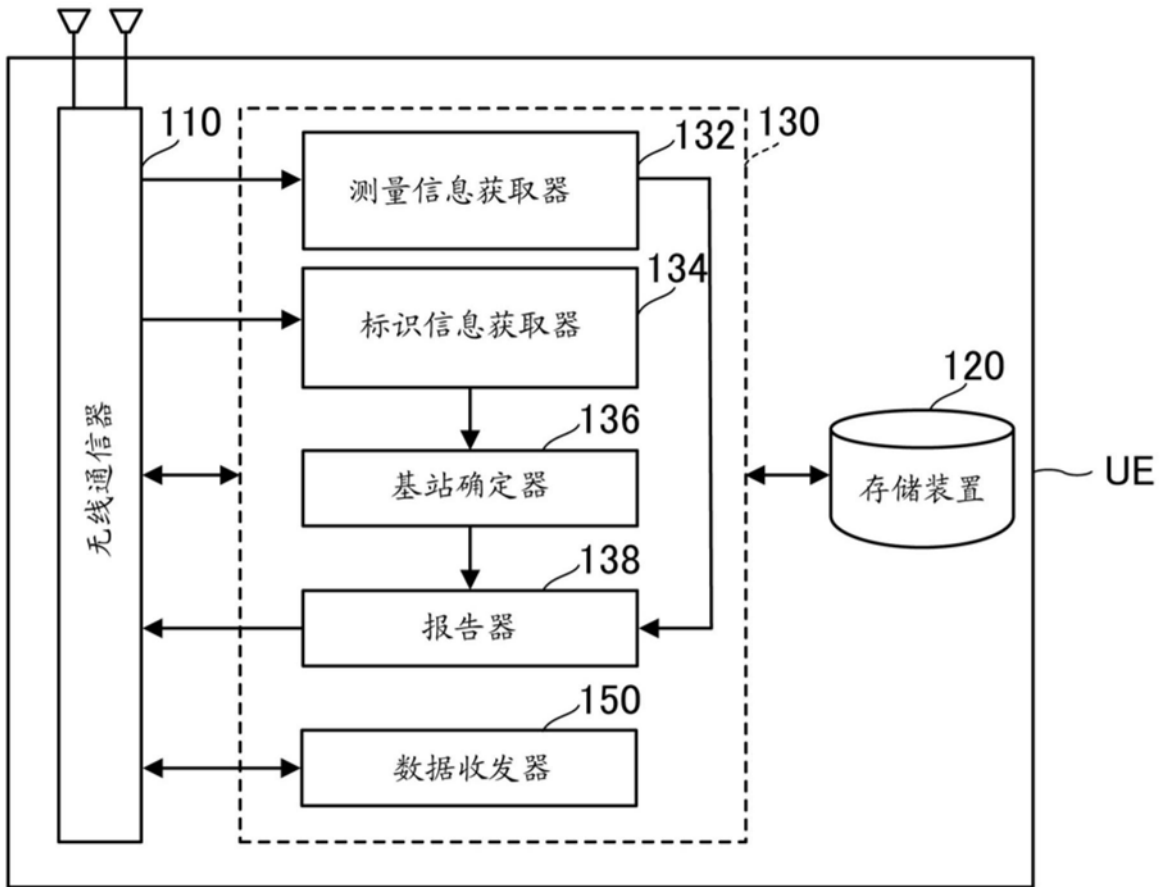 110
132
130
测量信息获取器
134
标识信息获取器
120
136
无线通信器
基站确定器
存储装置
UE
138
报告器
150
数据收发器